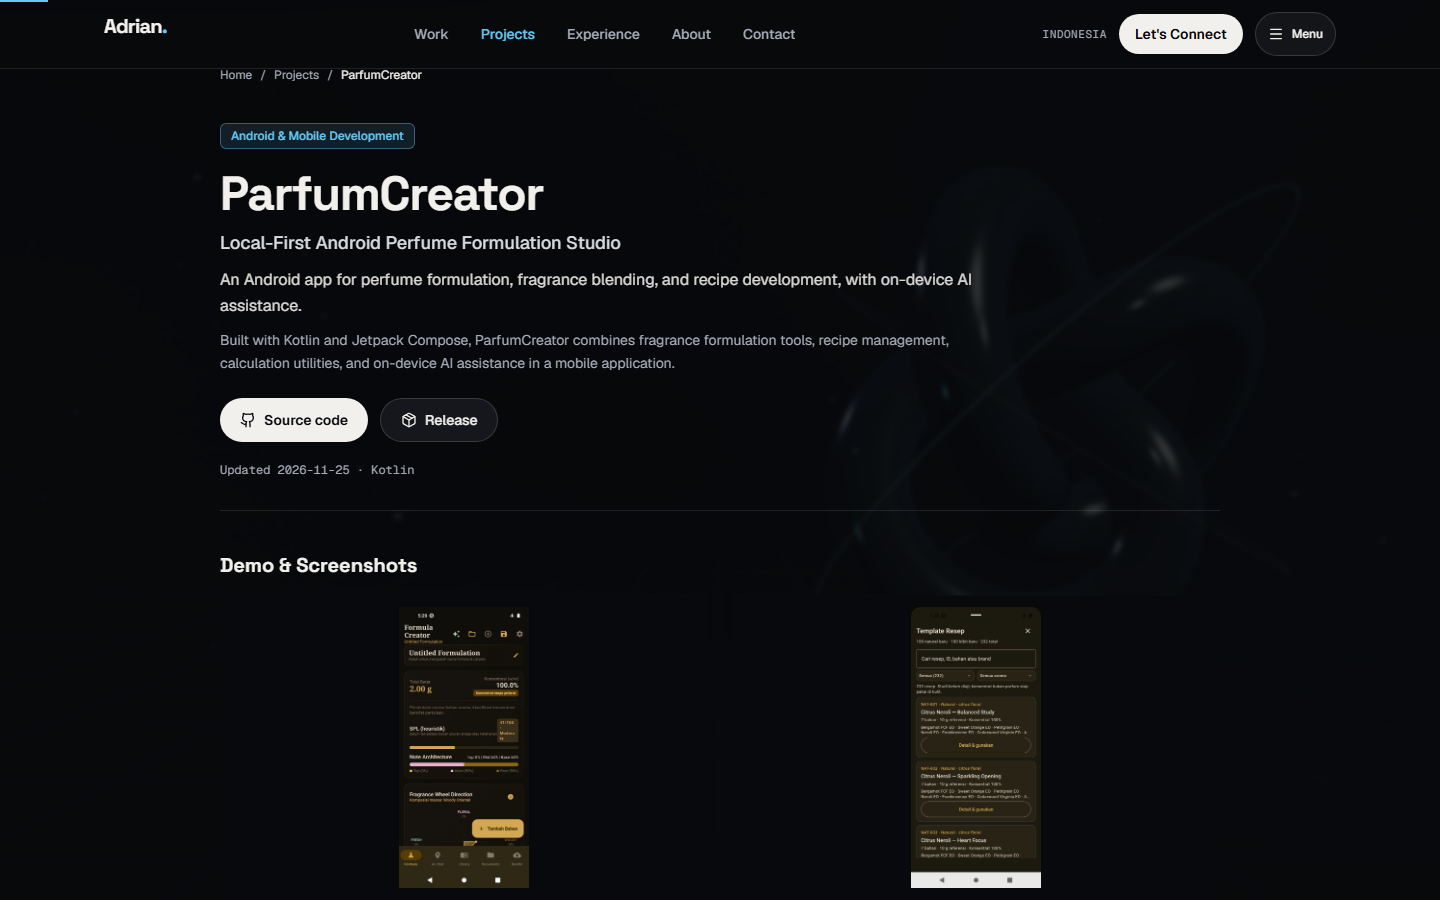 Adrian.
Work
Projects
Experience
About
Contact
INDONESIA
Let's Connect
Menu
Home / Projects / ParfumCreator
Android & Mobile Development
ParfumCreator
Local-First Android Perfume Formulation Studio
An Android app for perfume formulation, fragrance blending, and recipe development, with on-device AI
assistance.
Built with Kotlin and Jetpack Compose, ParfumCreator combines fragrance formulation tools, recipe management,
calculation utilities, and on-device AI assistance in a mobile application.
Source code
Release
Updated 2026-11-25 · Kotlin
Demo & Screenshots
Formula
Creator
Untitled Formulation
2.00 g
100.0%
SPL (heuristik)
Note Architecture
Fragrance Wheel Direction
Tambah Bahan
Template Resep
Cari resep, ID, bahan atau brand
Citrus Neroli — Balanced Study
Detail & gunakan
Citrus Neroli — Sparkling Opening
Detail & gunakan
Citrus Neroli — Heart Focus